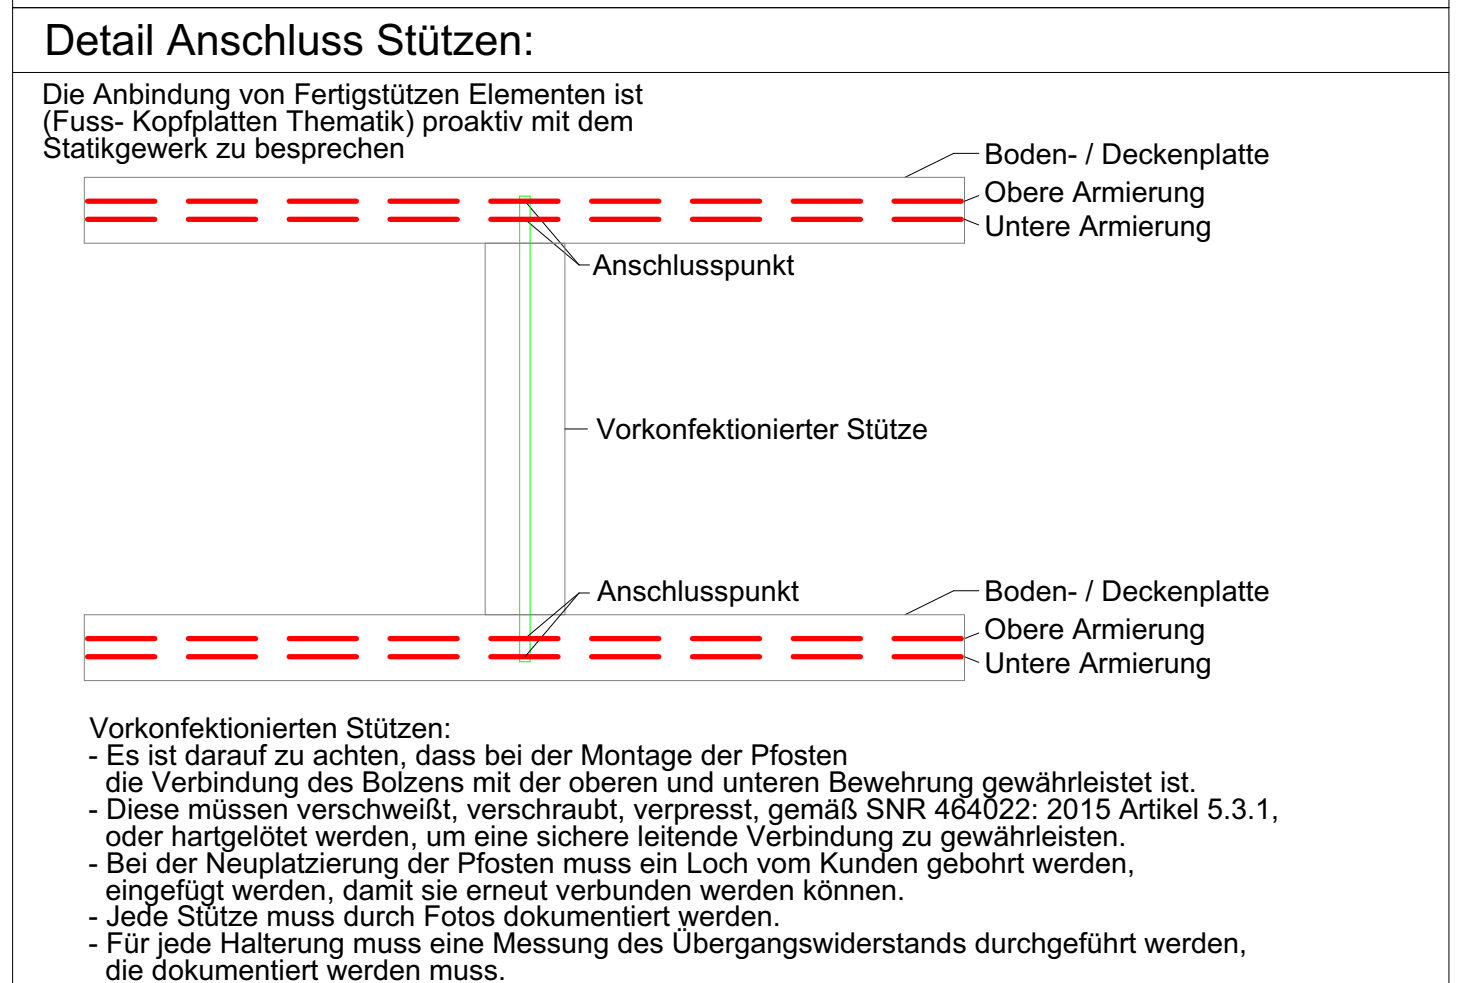 Detail Anschluss Stützen:
Die Anbindung von Fertigstützen Elementen ist
(Fuss- Kopfplatten Thematik) proaktiv mit dem
Statikgewerk zu besprechen
Boden- / Deckenplatte
Obere Armierung
Untere Armierung
Anschlusspunkt
Vorkonfektionierter Stütze
Anschlusspunkt
Boden- / Deckenplatte
Obere Armierung
Untere Armierung
Vorkonfektionierten Stützen:
- Es ist darauf zu achten, dass bei der Montage der Pfosten
die Verbindung des Bolzens mit der oberen und unteren Bewehrung gewährleistet ist.
- Diese müssen verschweißt, verschraubt, verpresst, gemäß SNR 464022: 2015 Artikel 5.3.1,
oder hartgelötet werden, um eine sichere leitende Verbindung zu gewährleisten.
- Bei der Neuplatzierung der Pfosten muss ein Loch vom Kunden gebohrt werden,
eingefügt werden, damit sie erneut verbunden werden können.
- Jede Stütze muss durch Fotos dokumentiert werden.
- Für jede Halterung muss eine Messung des Übergangswiderstands durchgeführt werden,
die dokumentiert werden muss.